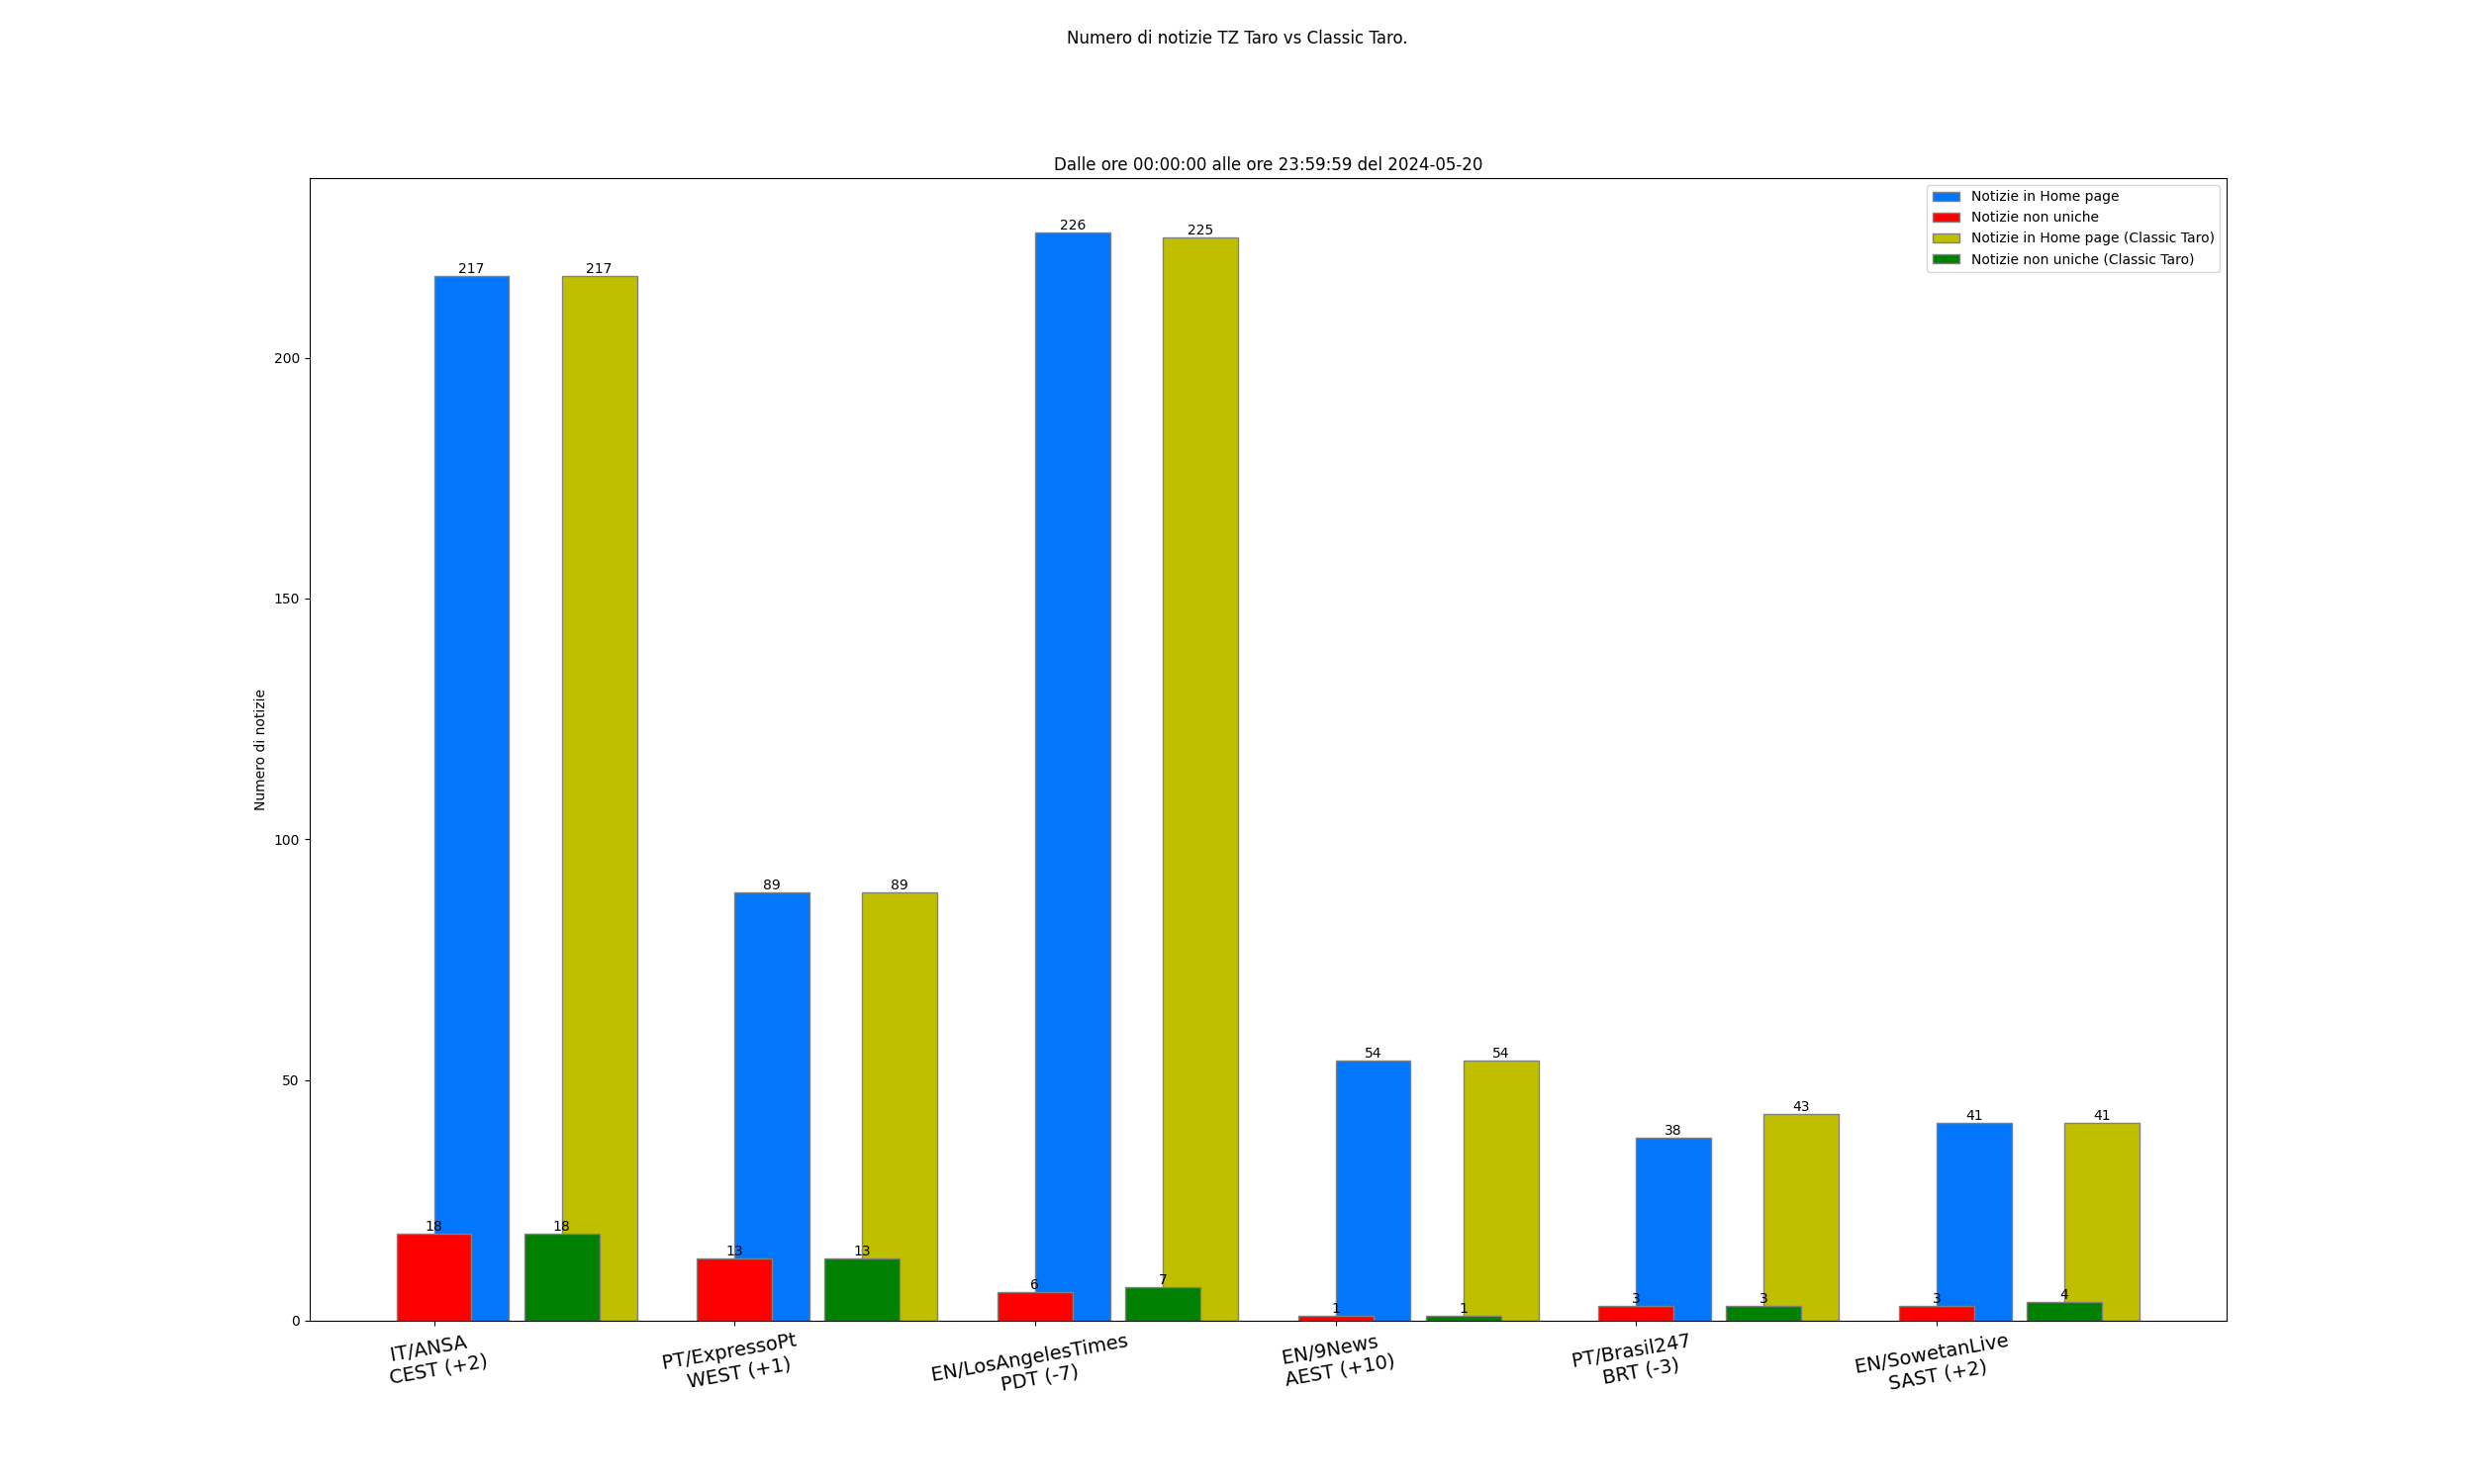 Numero di notizie TZ Taro vs Classic Taro.
Dalle ore 00:00:00 alle ore 23:59:59 del 2024-05-20
Notizie in Home page
Notizie non uniche
Notizie in Home page (Classic Taro)
Notizie non uniche (Classic Taro)
Numero di notizie
200
150
100
50
0
217
217
18
18
89
89
13
13
226
225
6
7
54
54
1
1
38
43
3
3
41
41
3
4
IT/ANSA
CEST (+2)
PT/ExpressoPt
WEST (+1)
EN/LosAngelesTimes
PDT (-7)
EN/9News
AEST (+10)
PT/Brasil247
BRT (-3)
EN/SowetanLive
SAST (+2)